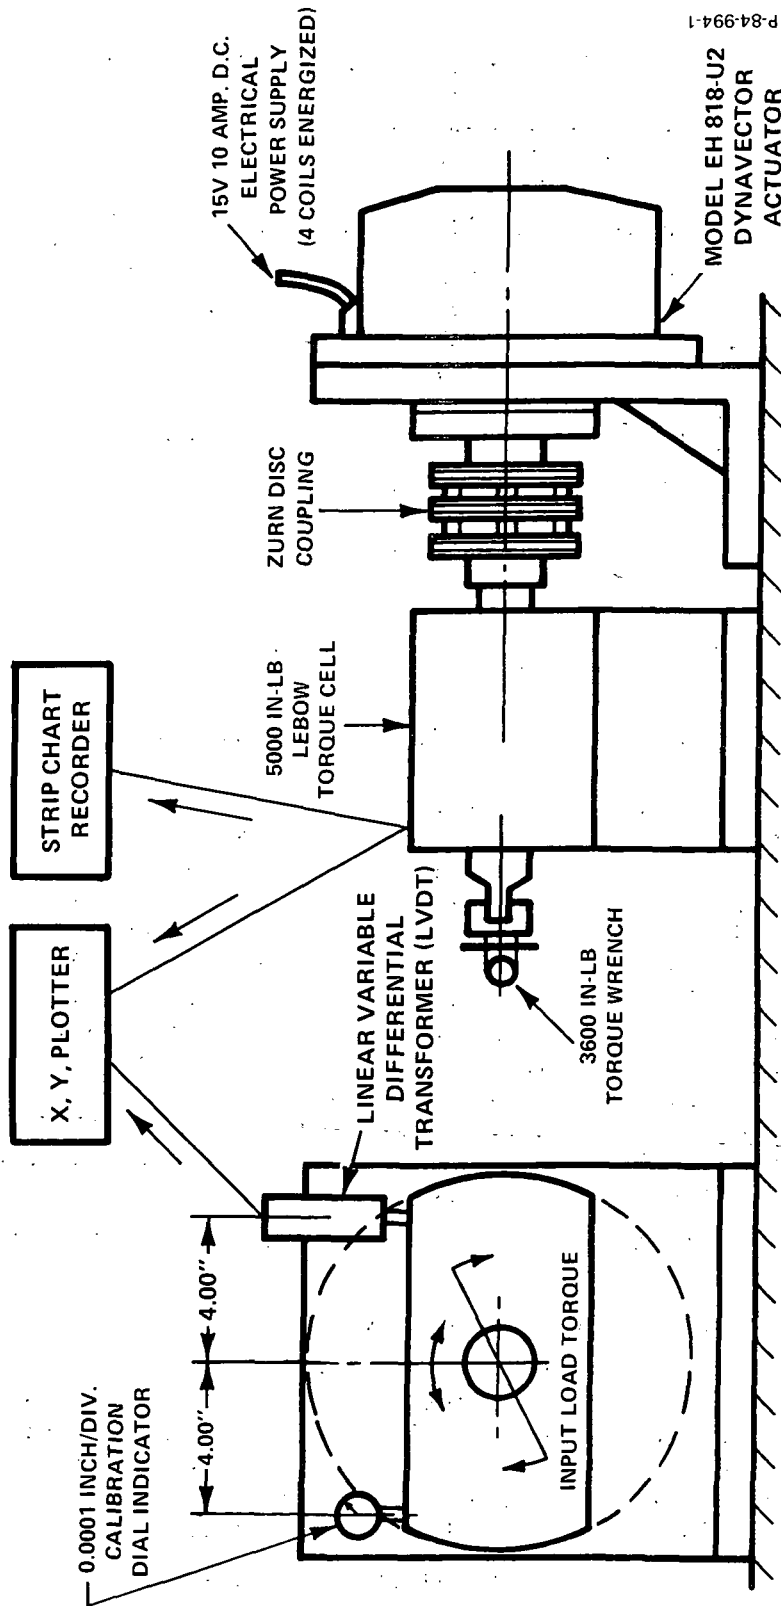 0.0001 INCH/DIV.
CALIBRATION
DIAL INDICATOR
4.00"
4.00"
X, Y, PLOTTER
STRIP CHART
RECORDER
LINEAR VARIABLE
DIFFERENTIAL
TRANSFORMER (LVDT)
INPUT LOAD TORQUE
3600 IN-LB
TORQUE WRENCH
5000 IN-LB
LEBOW
TORQUE CELL
ZURN DISC
COUPLING
15V 10 AMP. D.C.
ELECTRICAL
POWER SUPPLY
(4 COILS ENERGIZED)
MODEL EH 818-U2
DYNAVECTOR
ACTUATOR
P-84-994-1